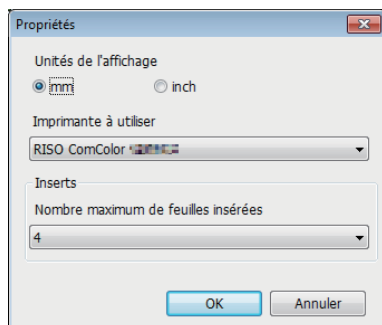 Propriétés
Unités de l'affichage
mm
inch
Imprimante à utiliser
RISO ComColor
Inserts
Nombre maximum de feuilles insérées
4
OK
Annuler